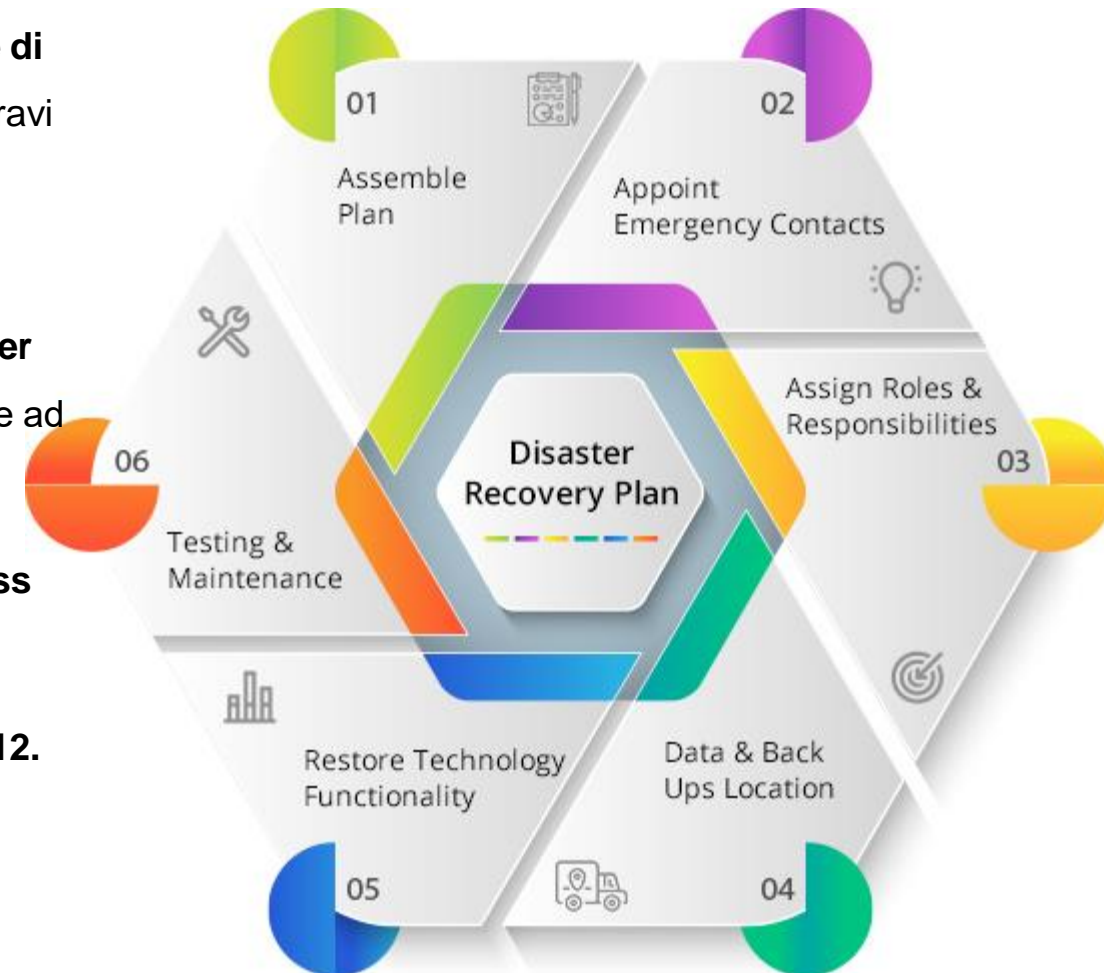 di
ravi
er
e ad
ss
12.
01
Assemble
Plan
02
Appoint
Emergency Contacts
Assign Roles &
Responsibilities
03
Data & Back
Ups Location
04
Restore Technology
Functionality
05
06
Testing &
Maintenance
Disaster
Recovery Plan